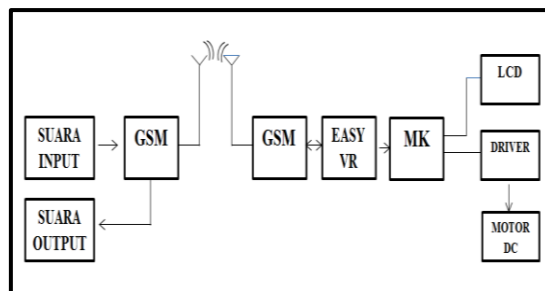 SUARA
INPUT
GSM
SUARA
OUTPUT
GSM
EASY
VR
MK
LCD
DRIVER
MOTOR
DC